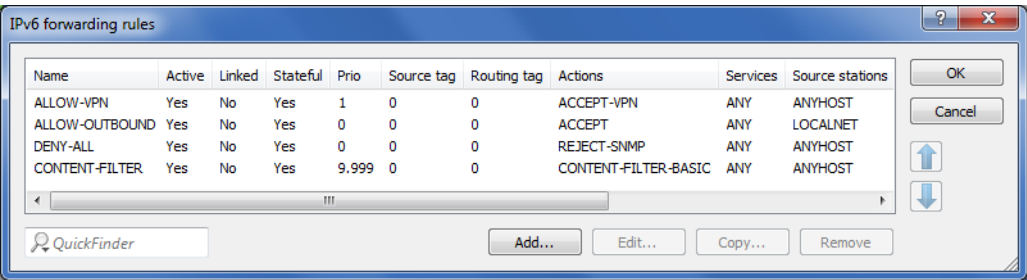 IPv6 forwarding rules
Name Active Linked Stateful Prio Source tag Routing tag Actions Services Source stations
ALLOW-VPN Yes No Yes 1 0 0 ACCEPT-VPN ANY ANYHOST
ALLOW-OUTBOUND Yes No Yes 0 0 0 ACCEPT ANY LOCALNET
DENY-ALL Yes No Yes 0 0 0 REJECT-SNMP ANY ANYHOST
CONTENT-FILTER Yes No Yes 9.999 0 0 CONTENT-FILTER-BASIC ANY ANYHOST
OK
Cancel
QuickFinder
Add... Edit... Copy... Remove